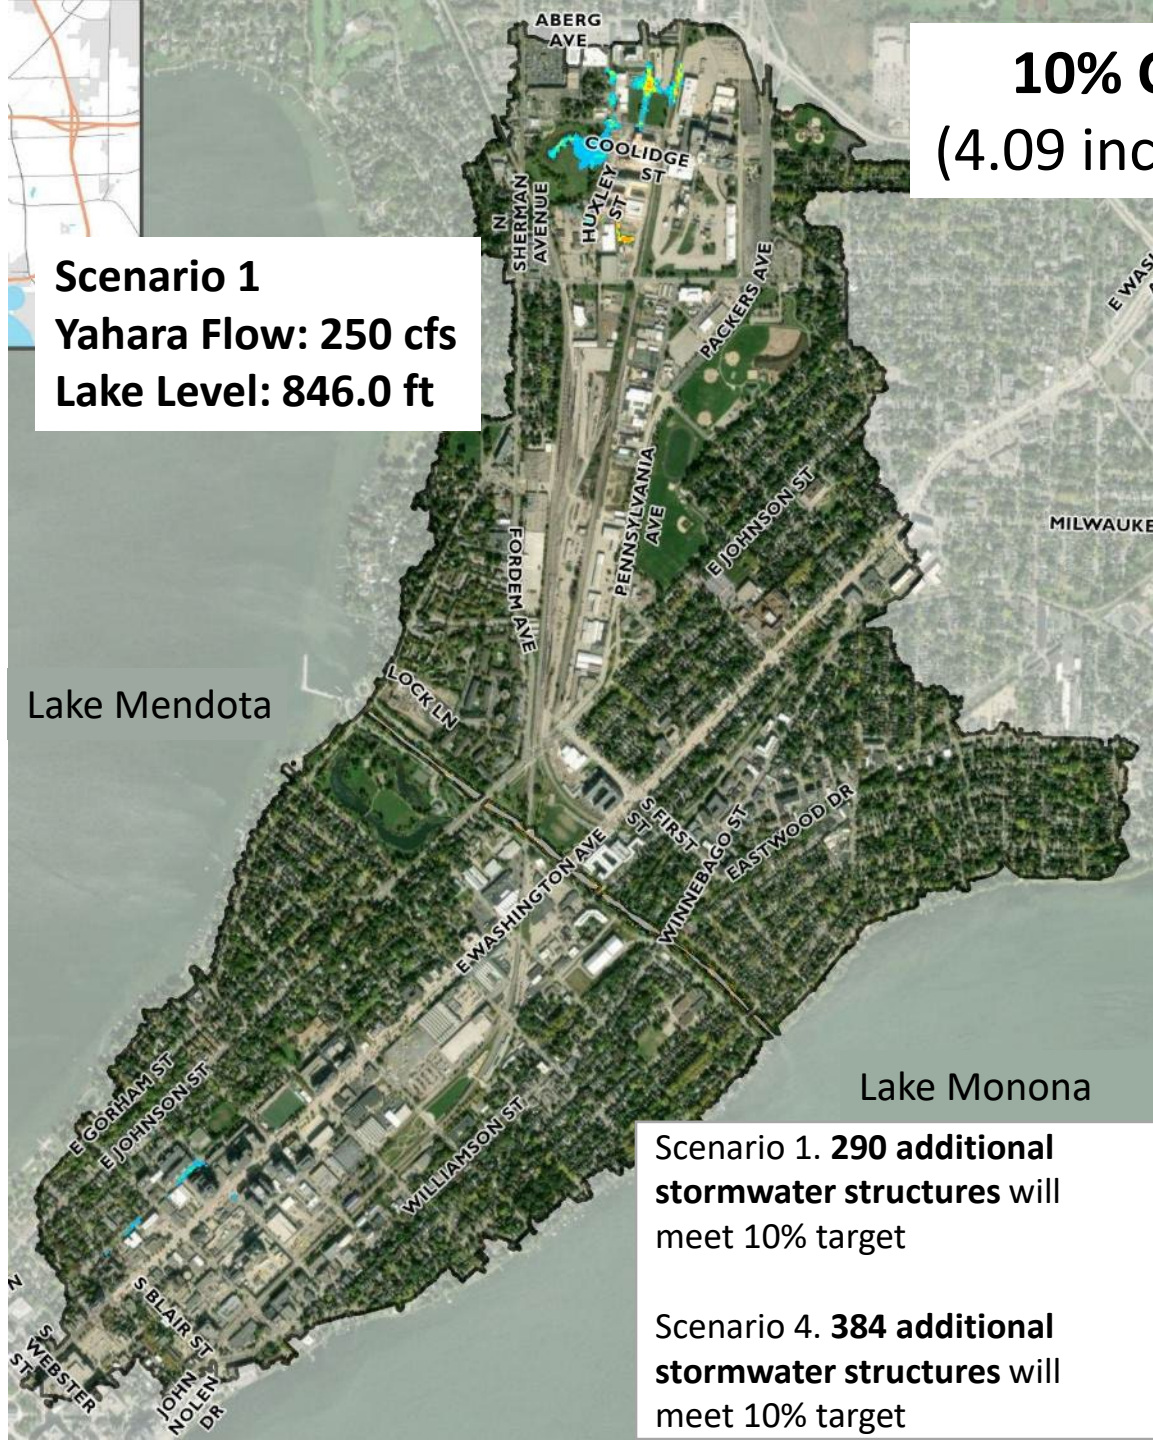 ABERG
AVE
10%
(4.09
COOLIDGE
ST
HUXLEY
ST
N
SHERMAN
AVENUE
Scenario 1
Yahara Flow: 250 cfs
Lake Level: 846.0 ft
PACKERS AVE
PENNSYLVANIA
AVE
E JOHNSON ST
FORDEM AVE
Lake Mendota
LOCK LN
S FIRST
ST
WINNEBAGO ST
EASTWOOD DR
E WASHINGTON AVE
E GORHAM ST
E JOHNSON ST
WILLIAMSON ST
Lake Monona
Scenario 1. 290 additional
stormwater structures will
meet 10% target
Scenario 4. 384 additional
stormwater structures will
meet 10% target
S BLAIR ST
S
WEBSTER
ST
JOHN
NOLEN
DR